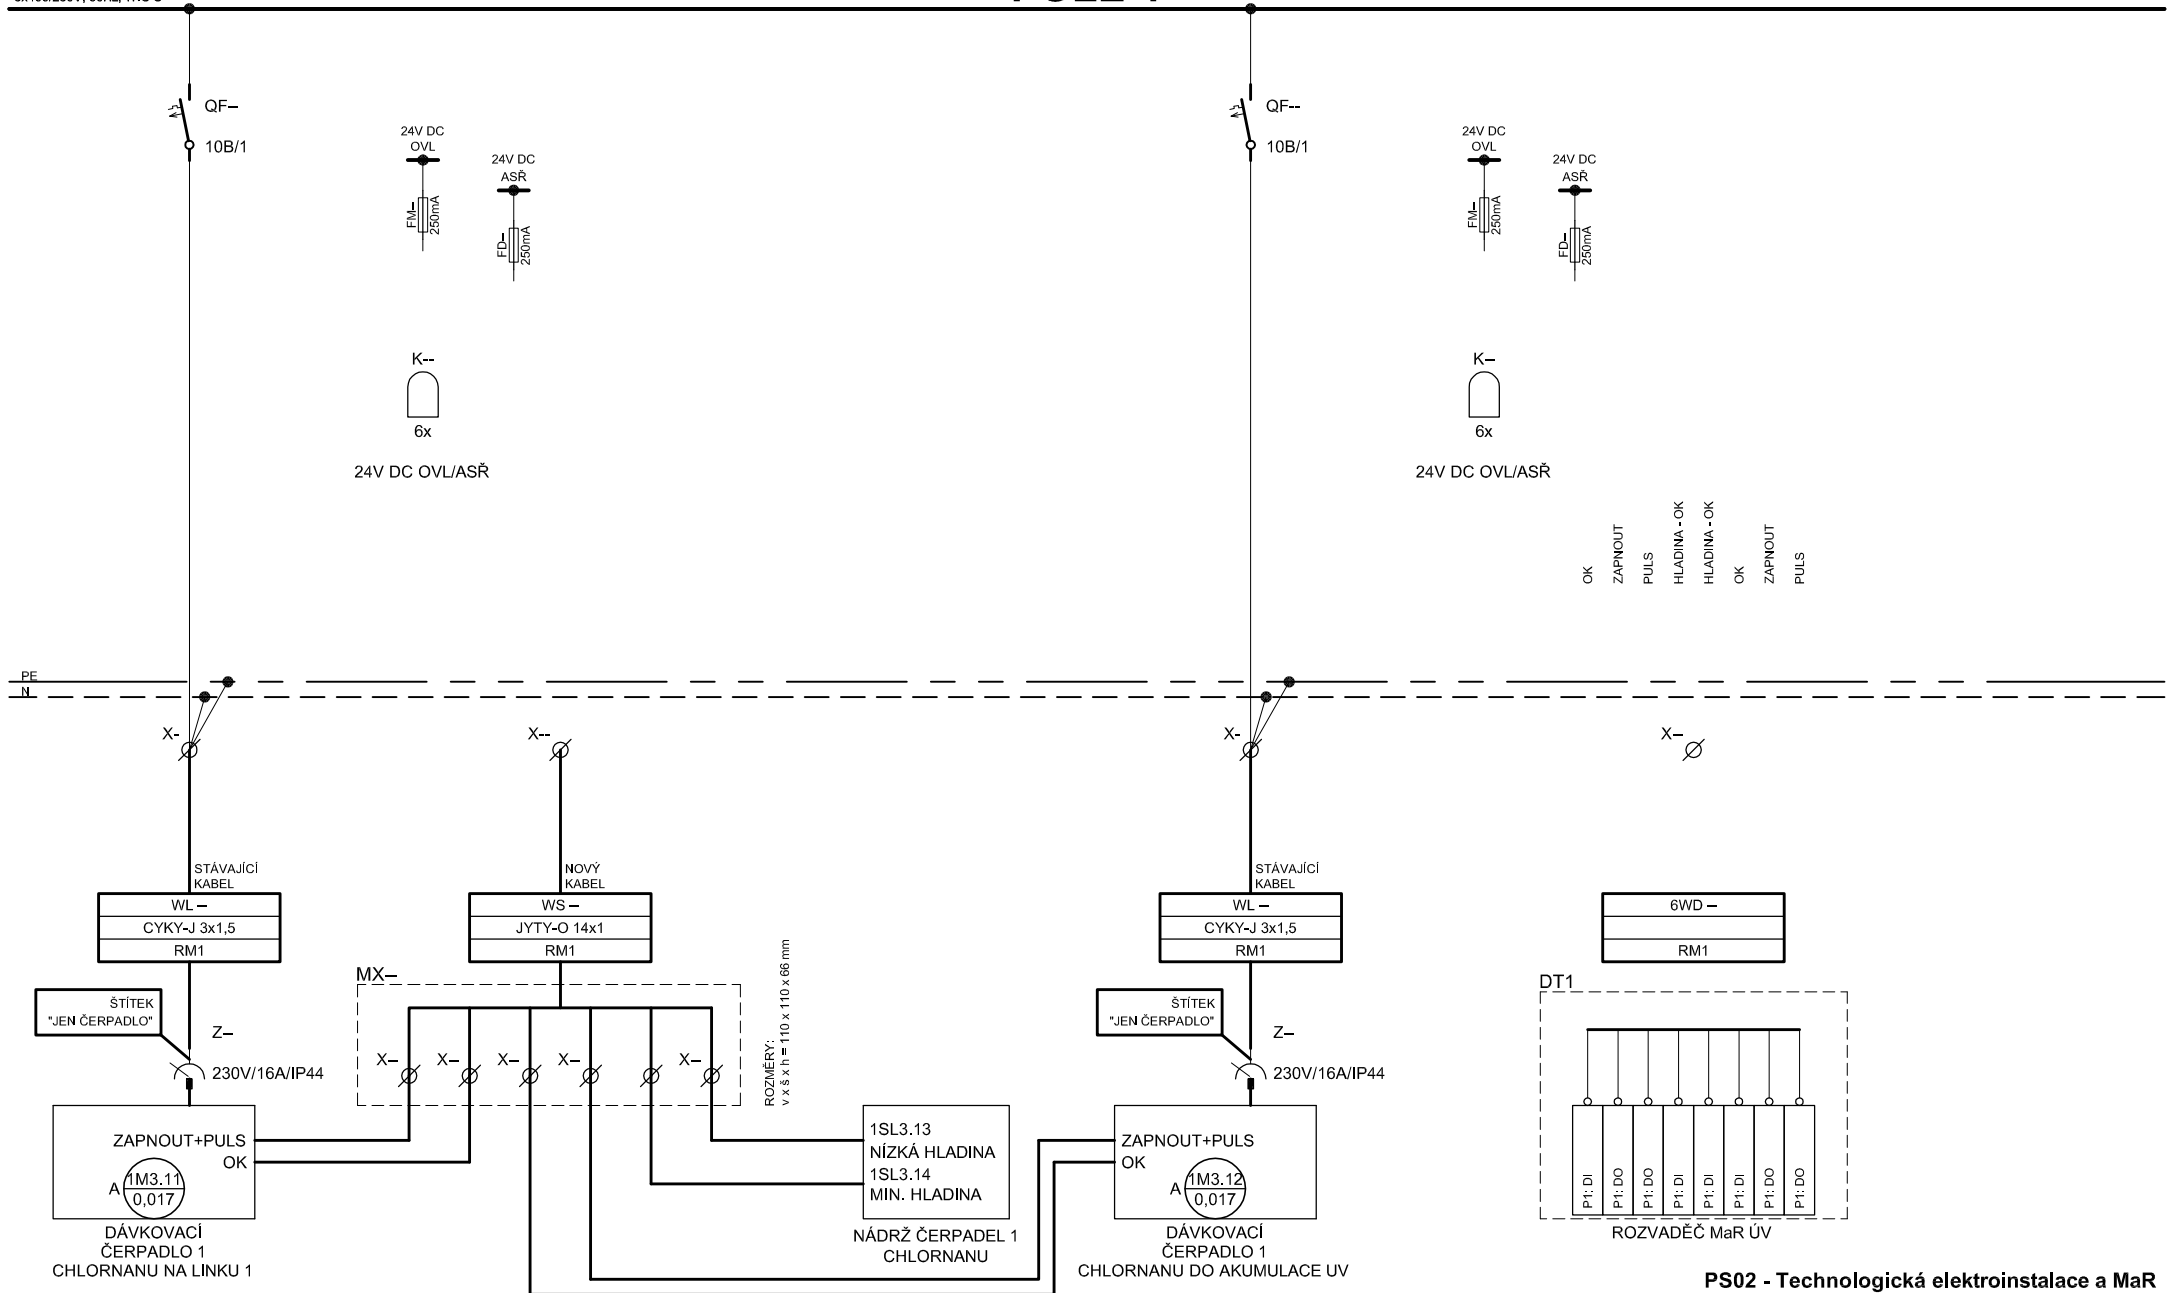 QF–
10B/1
24V DC
OVL
FM–
250mA
24V DC
ASŘ
FD–
250mA
QF--
10B/1
24V DC
OVL
FM–
250mA
24V DC
ASŘ
FD–
250mA
K--
6x
24V DC OVL/ASŘ
K–
6x
24V DC OVL/ASŘ
OK
ZAPNOUT
PULS
HLADINA - OK
HLADINA - OK
OK
ZAPNOUT
PULS
PE
N
X-
X--
X-
X–
STÁVAJÍCÍ
KABEL
WL –
CYKY-J 3x1,5
RM1
NOVÝ
KABEL
WS –
JYTY-O 14x1
RM1
STÁVAJÍCÍ
KABEL
WL –
CYKY-J 3x1,5
RM1
6WD –
RM1
ŠTÍTEK
"JEN ČERPADLO"
Z–
230V/16A/IP44
MX–
X–
X–
X–
X–
X–
ROZMĚRY:
v x š x h = 110 x 110 x 66 mm
ŠTÍTEK
"JEN ČERPADLO"
Z–
230V/16A/IP44
DT1
ZAPNOUT+PULS
OK
A
1M3.11
0,017
DÁVKOVACÍ
ČERPADLO 1
CHLORNANU NA LINKU 1
1SL3.13
NÍZKÁ HLADINA
1SL3.14
MIN. HLADINA
NÁDRŽ ČERPADEL 1
CHLORNANU
ZAPNOUT+PULS
OK
A
1M3.12
0,017
DÁVKOVACÍ
ČERPADLO 1
CHLORNANU DO AKUMULACE UV
P1: DI
P1: DO
P1: DO
P1: DI
P1: DI
P1: DI
P1: DO
P1: DO
ROZVADĚČ MaR ÚV
PS02 - Technologická elektroinstalace a MaR